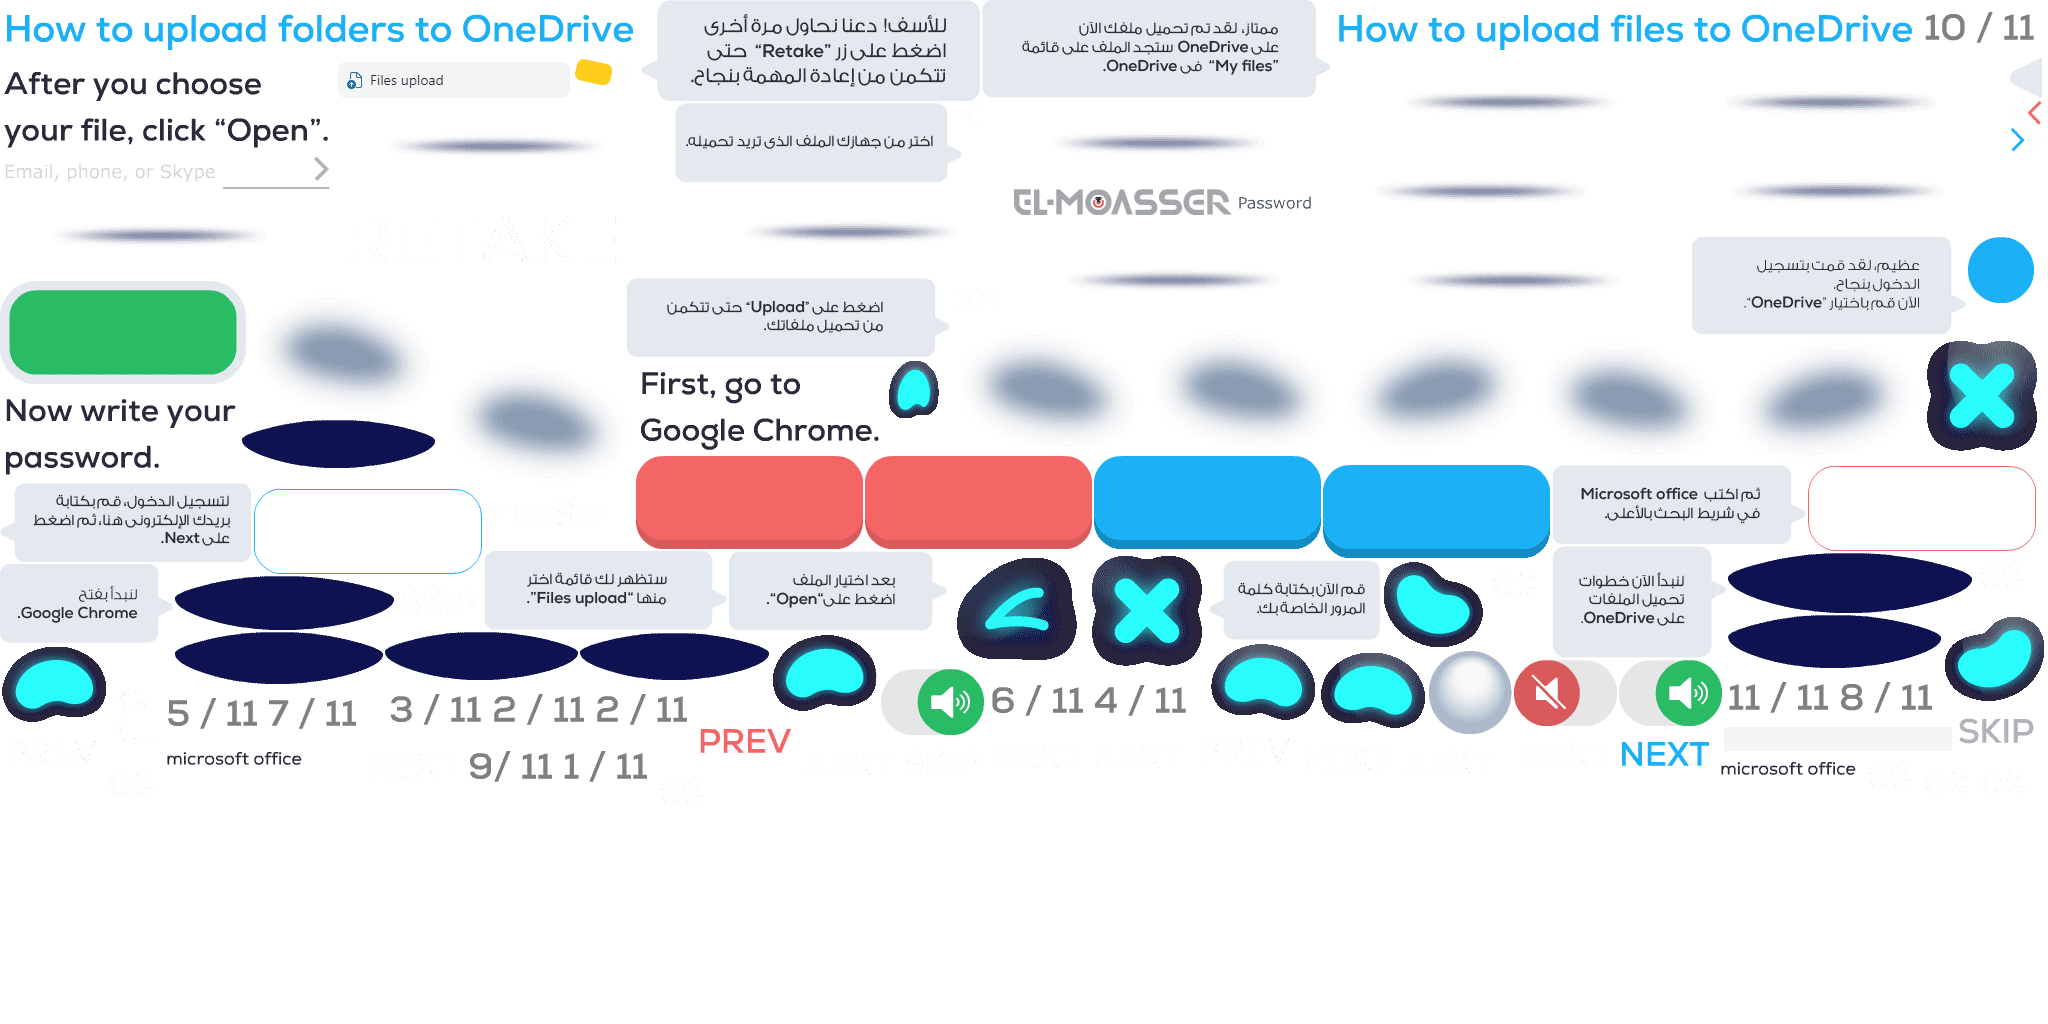 How to upload folders to OneDrive
After you choose
your file, click “Open”.
Email, phone, or Skype
Files upload
للأسف! دعنا نحاول مرة أخرى
اضغط على زر “Retake” حتى
تتمكن من إعادة المهمة بنجاح.
ممتاز، لقد تم تحميل ملفك الآن
على OneDrive ستجد الملف على قائمة
“My files” فى OneDrive.
How to upload files to OneDrive
10 / 11
اختر من جهازك الملف الذى تريد تحميله.
EL-MOASSER
Password
RETAKE
عظيم، لقد قمت بتسجيل
الدخول بنجاح.
الآن قم باختيار “OneDrive”.
اضغط على “Upload” حتى تتمكن
من تحميل ملفاتك.
First, go to
Google Chrome.
Now write your
password.
لتسجيل الدخول، قم بكتابة
بريدك الإلكترونى هنا، ثم اضغط
على Next.
ثم اكتب Microsoft office
في شريط البحث بالأعلى.
لنبدأ بفتح
Google Chrome.
ستظهر لك قائمة اختر
منها “Files upload”.
بعد اختيار الملف
اضغط على“Open”.
قم الآن بكتابة كلمة
المرور الخاصة بك.
لنبدأ الآن خطوات
تحميل الملفات
على OneDrive.
5 / 11
7 / 11
3 / 11
2 / 11
2 / 11
6 / 11
4 / 11
11 / 11
8 / 11
PREV
SKIP
NEXT
microsoft office
9/ 11
1 / 11
microsoft office